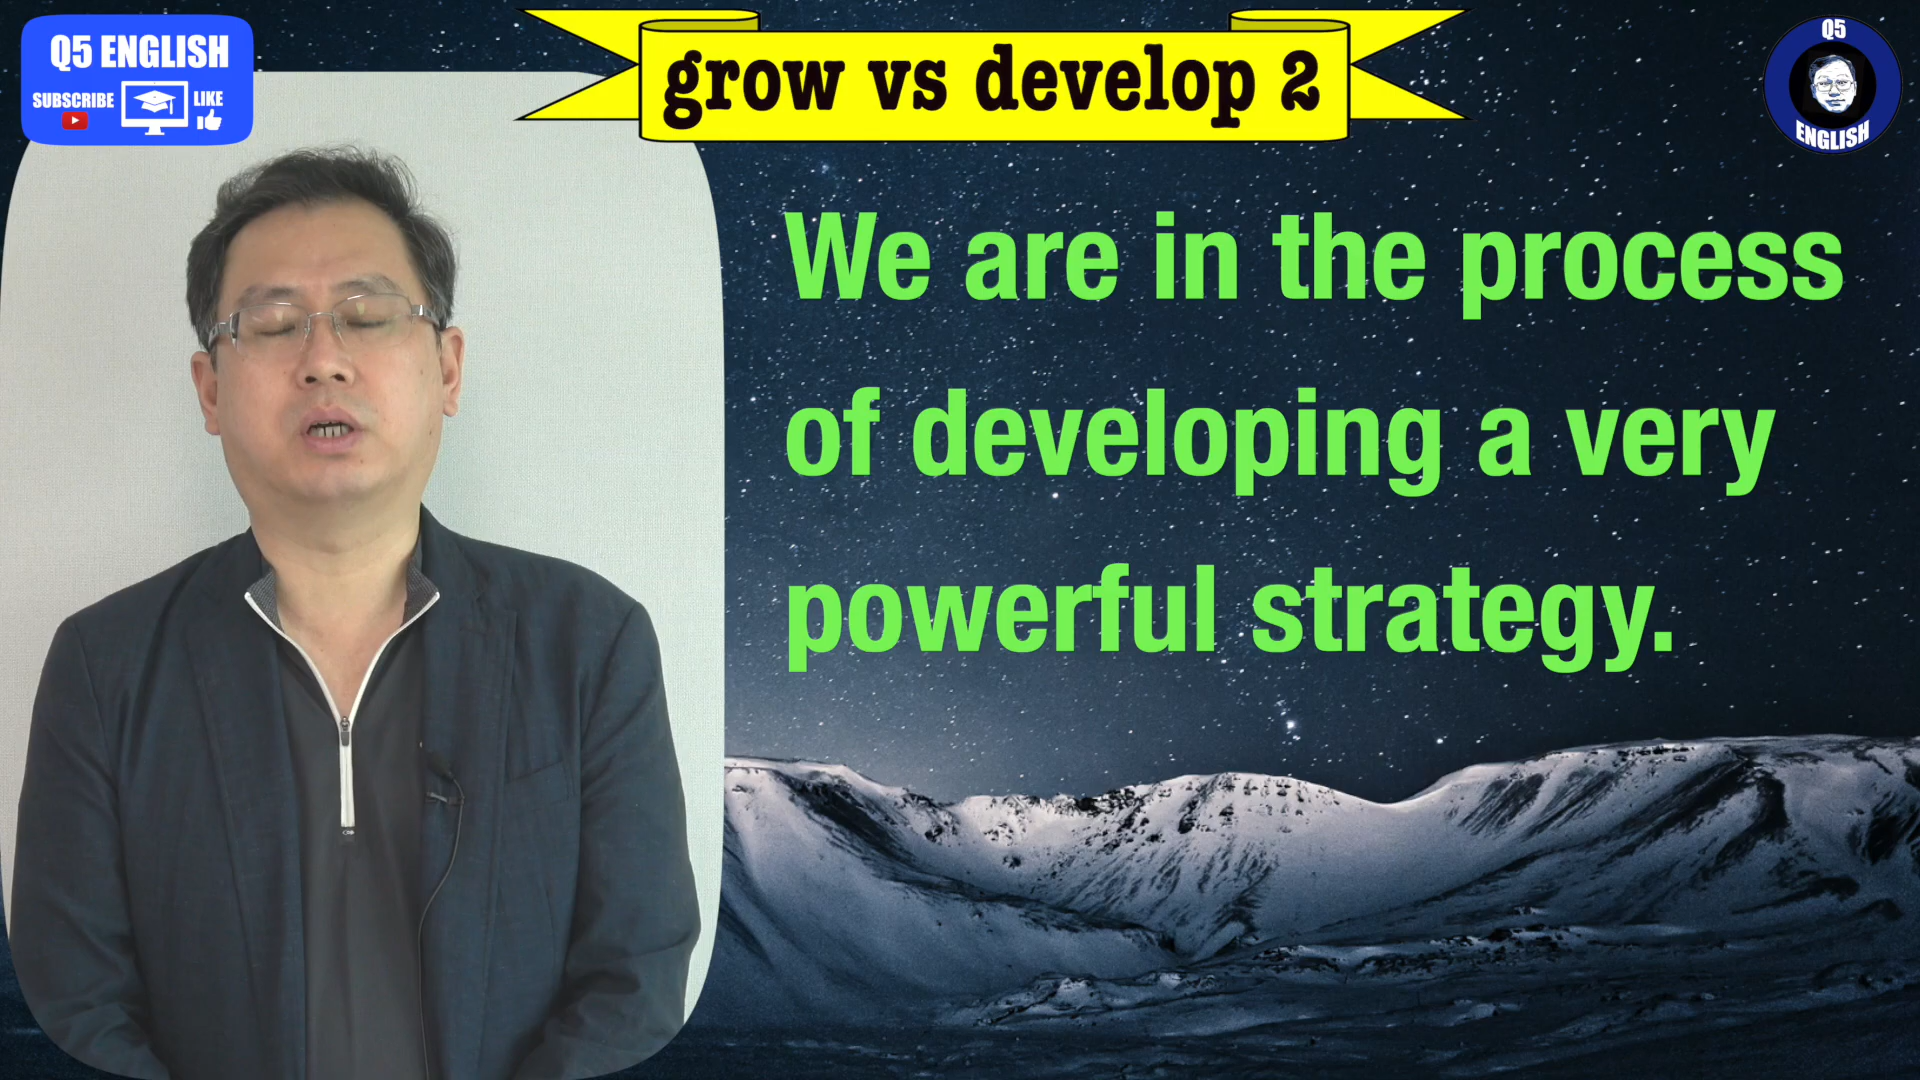 Q5 ENGLISH
SUBSCRIBE
LIKE
grow vs develop 2
Q5
ENGLISH
We are in the process
of developing a very
powerful strategy.